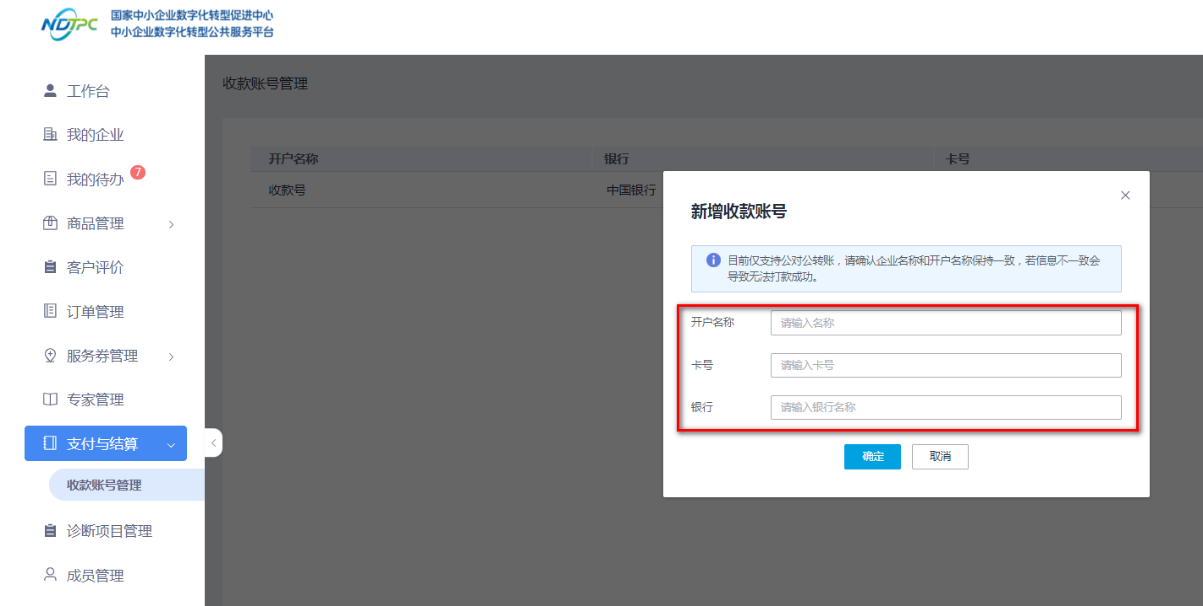 NDTPC
国家中小企业数字化转型促进中心
中小企业数字化转型公共服务平台
工作台
我的企业
我的待办 7
商品管理
客户评价
订单管理
服务券管理
专家管理
支付与结算
收款账号管理
诊断项目管理
成员管理
收款账号管理
开户名称 银行 卡号
收款号 中国银行
新增收款账号
目前仅支持公对公转账，请确认企业名称和开户名称保持一致，若信息不一致会
导致无法打款成功。
开户名称 请输入名称
卡号 请输入卡号
银行 请输入银行名称
确定 取消